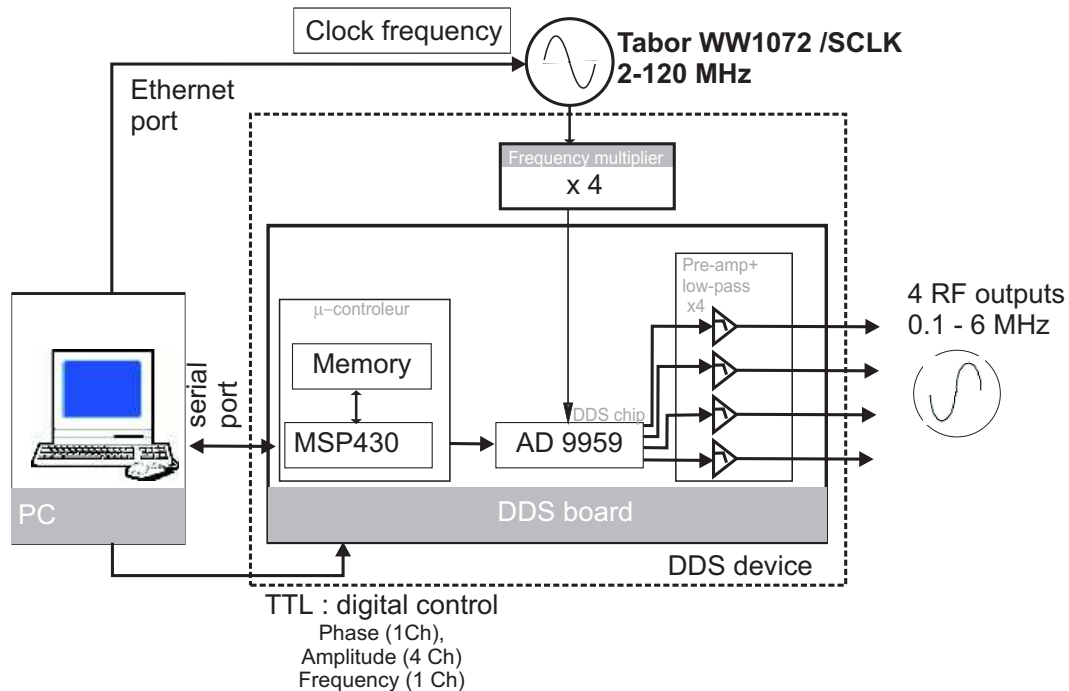 Clock frequency
Tabor WW1072 /SCLK
2-120 MHz
Ethernet
port
Frequency multiplier
x 4
Pre-amp+
low-pass
x4
4 RF outputs
0.1 - 6 MHz
μ−controleur
Memory
serial
port
DDS chip
MSP430
AD 9959
PC
DDS board
DDS device
TTL : digital control
Phase (1Ch),
Amplitude (4 Ch)
Frequency (1 Ch)